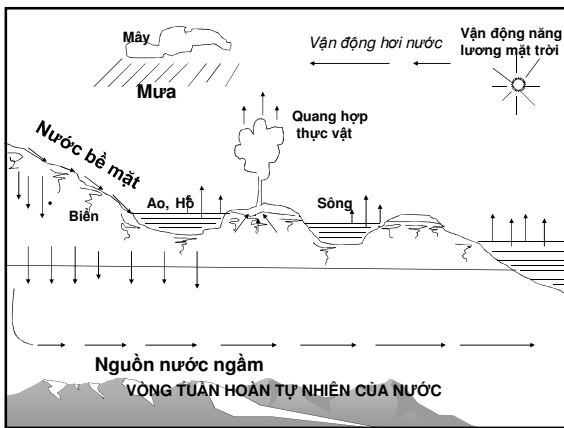 Mây
Vận động hơi nước
Vận động năng
lương mặt trời
Mưa
Quang hợp
thực vật
Nước bề mặt
Ao, Hồ
Sông
Biển
Nguồn nước ngầm
VÒNG TUẦN HOÀN TỰ NHIÊN CỦA NƯỚC